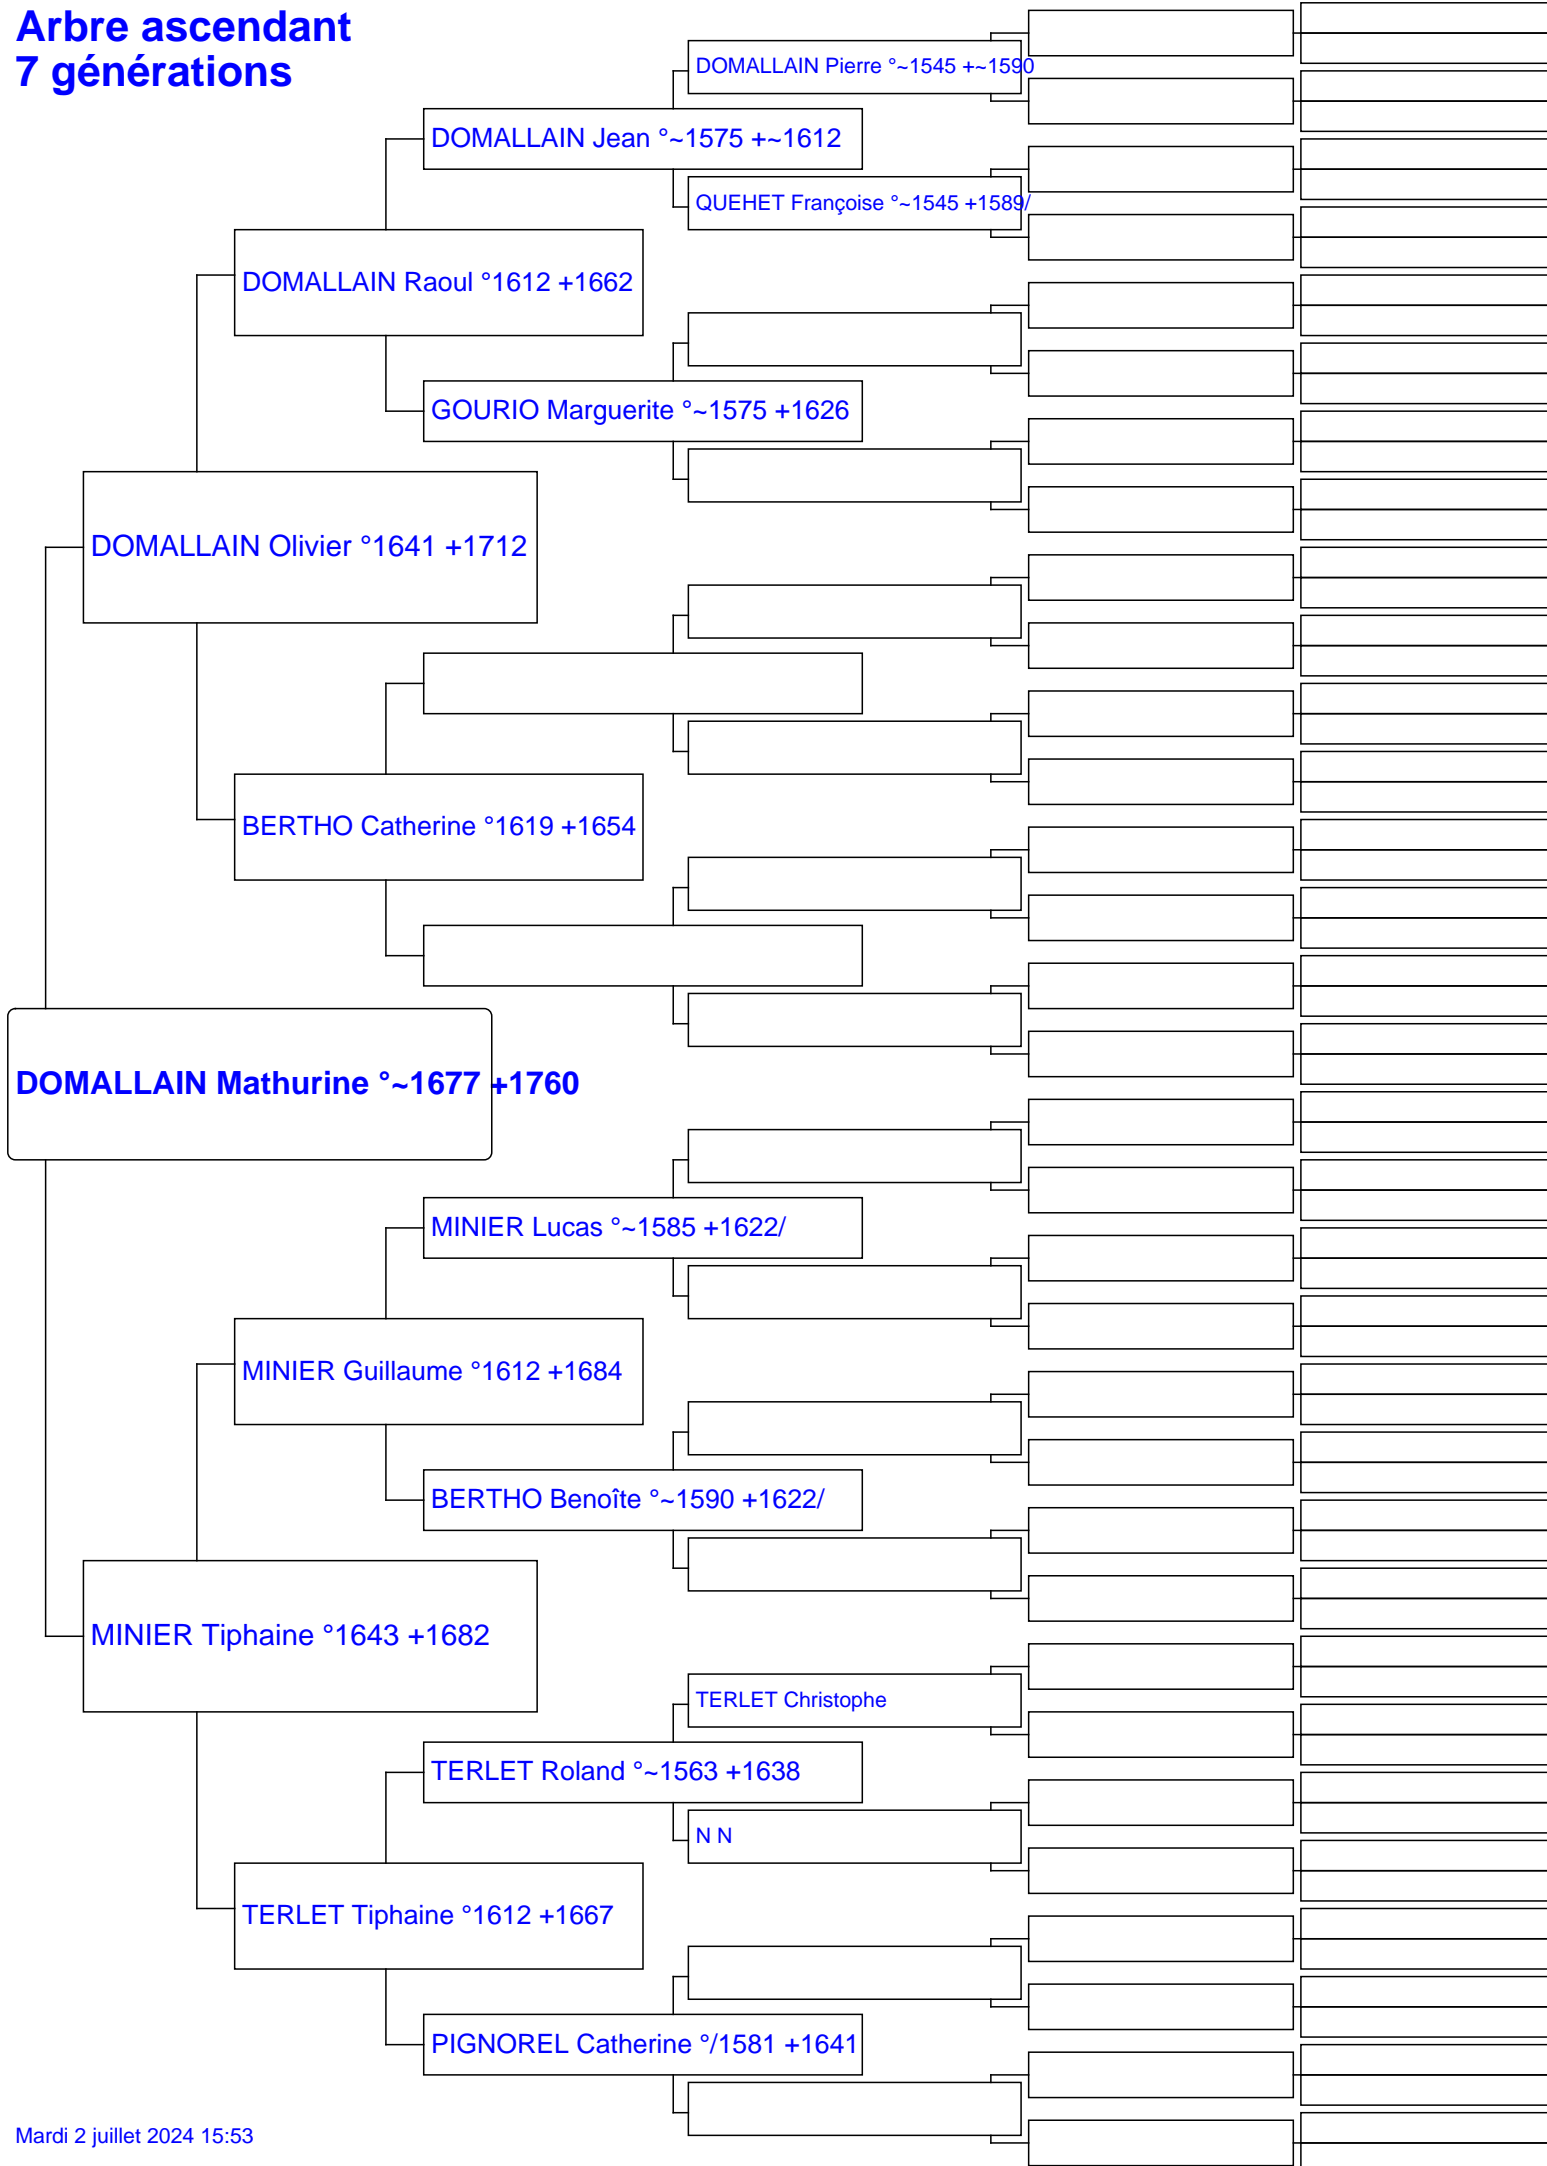 Arbre ascendant
7 générations
DOMALLAIN Pierre °~1545 +~1590
DOMALLAIN Jean °~1575 +~1612
QUEHET Françoise °~1545 +1589/
DOMALLAIN Raoul °1612 +1662
GOURIO Marguerite °~1575 +1626
DOMALLAIN Olivier °1641 +1712
BERTHO Catherine °1619 +1654
DOMALLAIN Mathurine °~1677 +1760
MINIER Lucas °~1585 +1622/
MINIER Guillaume °1612 +1684
BERTHO Benoîte °~1590 +1622/
MINIER Tiphaine °1643 +1682
TERLET Christophe
TERLET Roland °~1563 +1638
N N
TERLET Tiphaine °1612 +1667
PIGNOREL Catherine °/1581 +1641
Mardi 2 juillet 2024 15:53